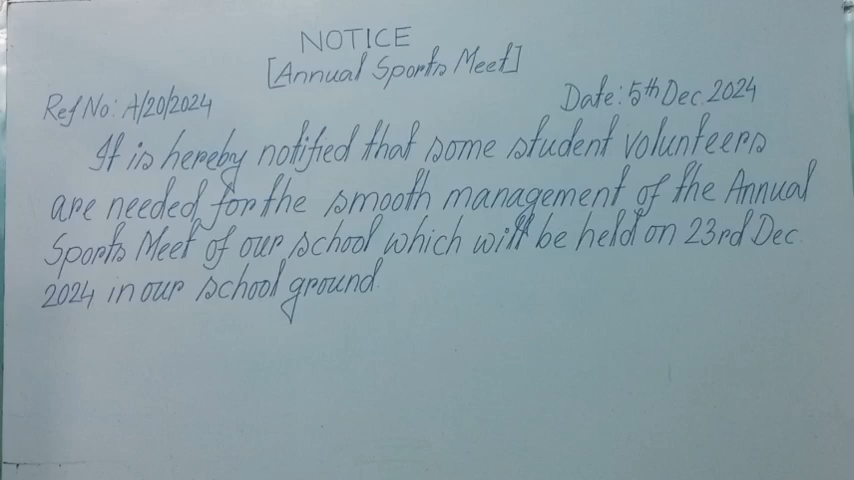 NOTICE
[Annual Sports Meet]
Ref No: A/20/2024 Date: 5th Dec 2024
It is hereby notified that some student volunteers
are needed for the smooth management of the Annual
Sports Meet of our school which will be held on 23rd Dec
2024 in our school ground.